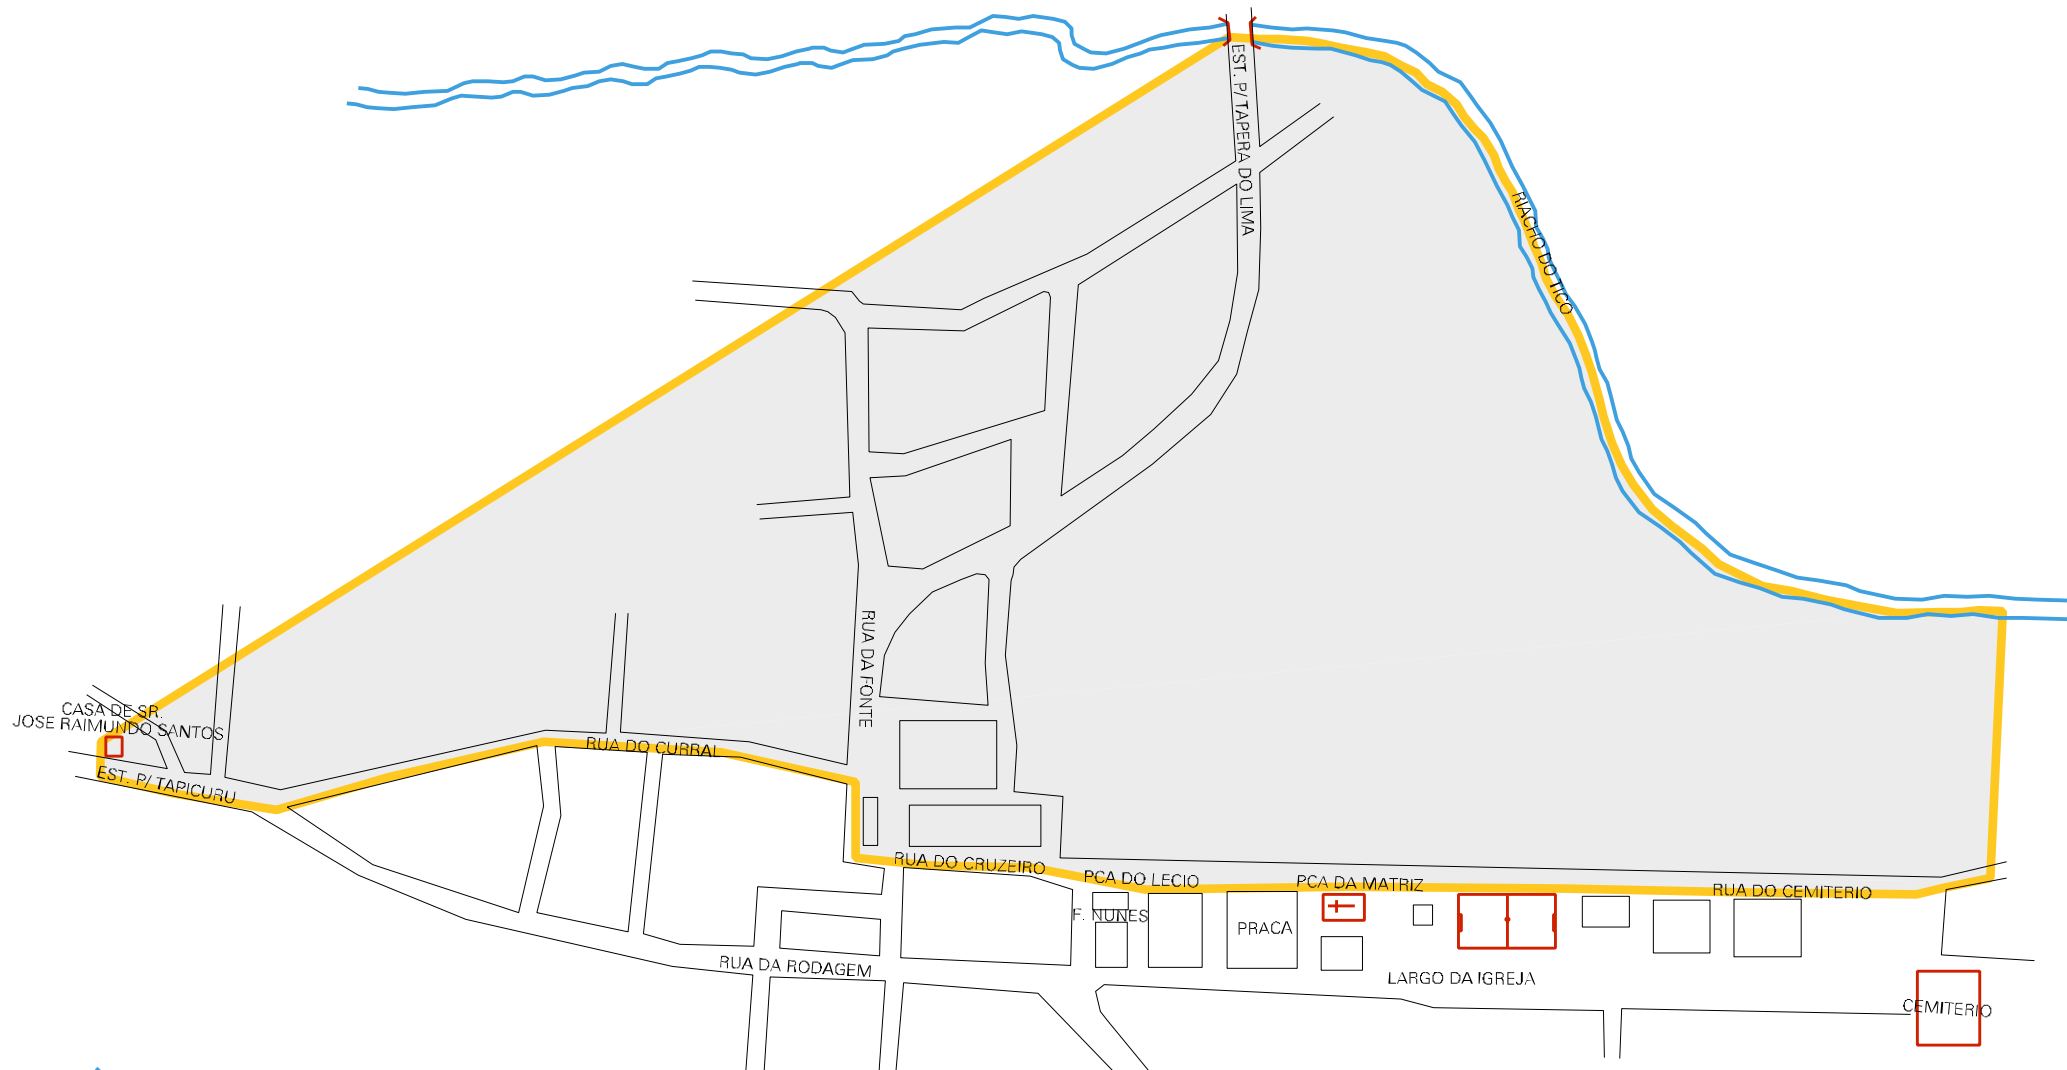 EST. P/ TAPERA DO LIMA
RIACHO DO TICO
RUA DA FONTE
CASA DE SR.
JOSE RAIMUNDO SANTOS
EST. P/ TAPICURU
RUA DO CURRAL
RUA DO CRUZEIRO
PCA DO LECIO
PCA DA MATRIZ
RUA DO CEMITERIO
F. NUNES
PRACA
RUA DA RODAGEM
LARGO DA IGREJA
CEMITERIO